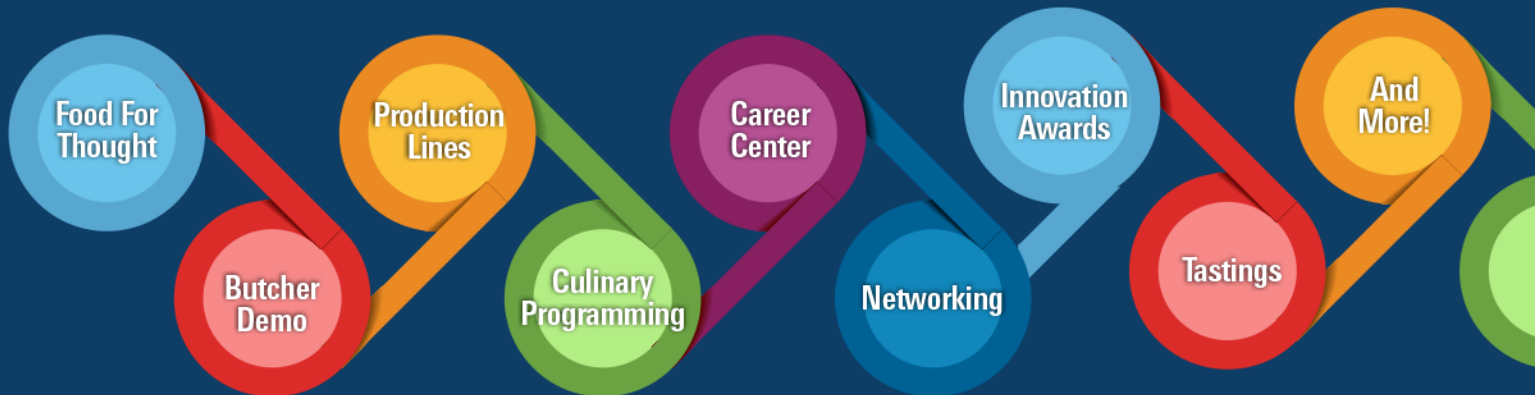 Food For
Thought
Butcher
Demo
Production
Lines
Culinary
Programming
Career
Center
Networking
Innovation
Awards
Tastings
And
More!